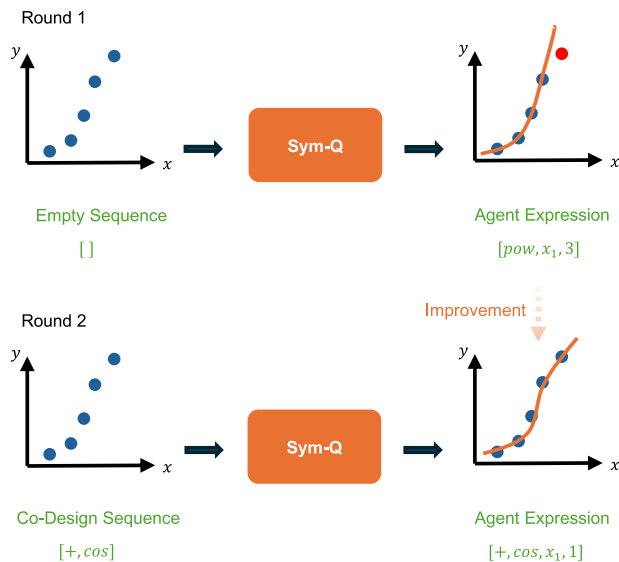 Round 1
y
x
Empty Sequence
[ ]
Sym-Q
y
x
Agent Expression
[pow, x₁, 3]
Improvement
Round 2
y
x
Co-Design Sequence
[+, cos]
Sym-Q
y
x
Agent Expression
[+, cos, x₁, 1]